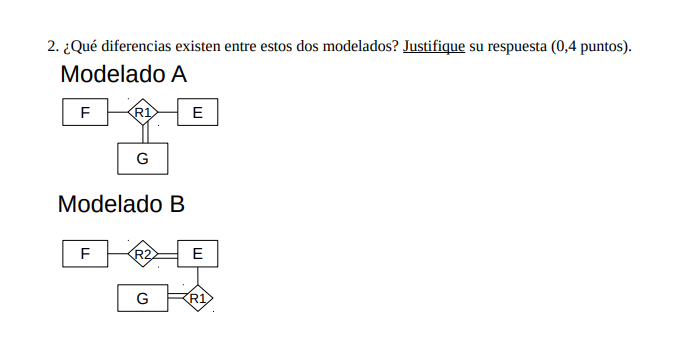 2. ¿Qué diferencias existen entre estos dos modelados? Justifique su respuesta (0,4 puntos).
Modelado A
F R1 E
G
Modelado B
F R2 E
G R1